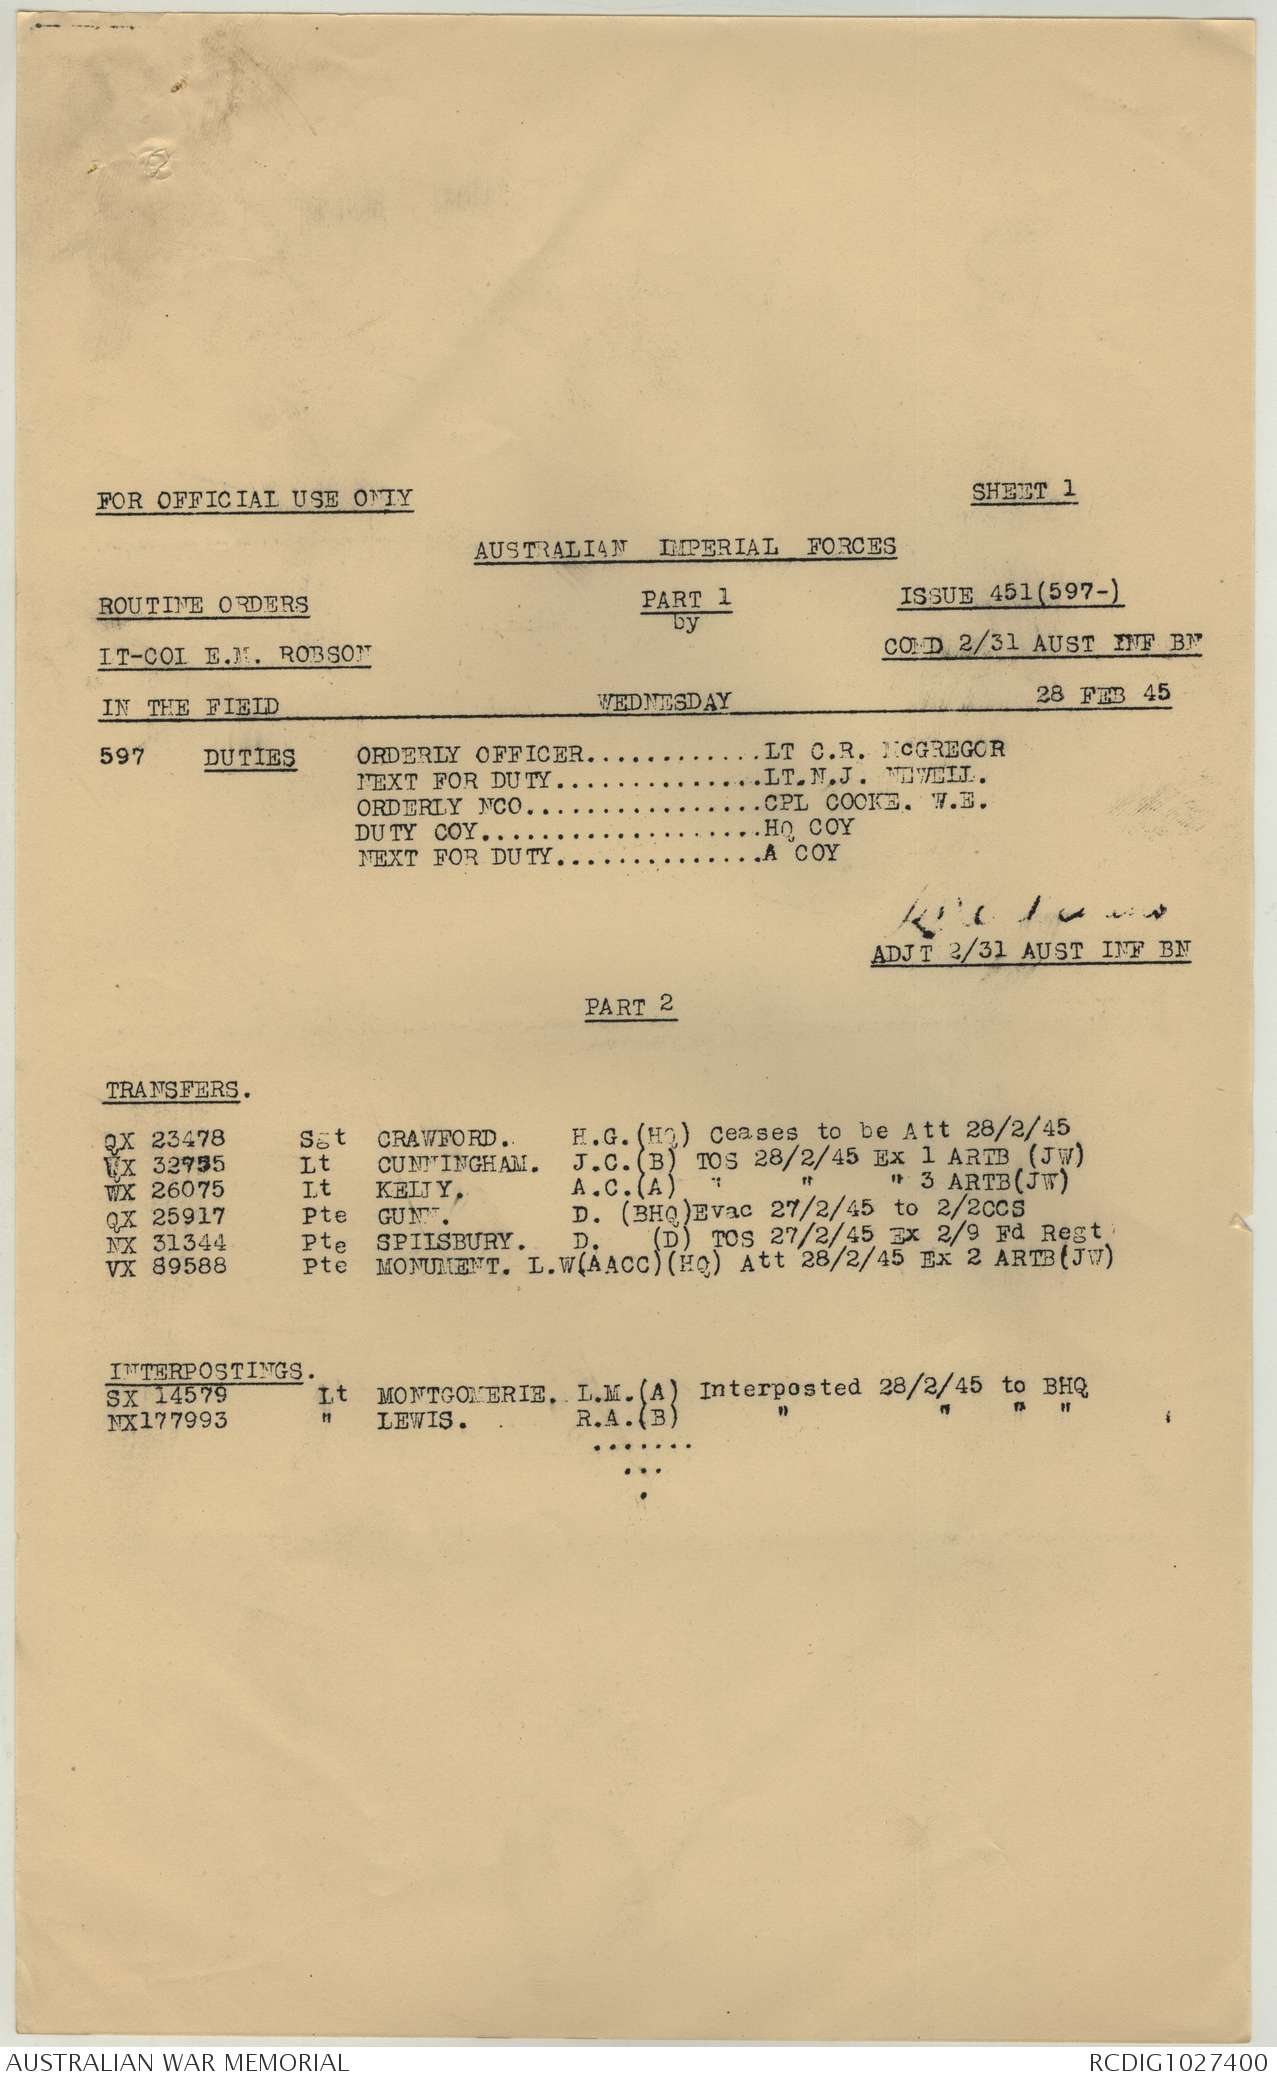 FOR OFFICIAL USE ONLY SHEET 1
AUSTRALIAN IMPERIAL FORCES
ROUTINE ORDERS PART 1 ISSUE 451(597-)
by
LT-COL E.M. ROBSON COMD 2/31 AUST INF BN
IN THE FIELD WEDNESDAY 28 FEB 45
597 DUTIES ORDERLY OFFICER............LT C.R. McGREGOR
NEXT FOR DUTY..............LT.N.J. NEWELL.
ORDERLY NCO................CPL COOKE. W.E.
DUTY COY...................HQ COY
NEXT FOR DUTY..............A COY
ADJT 2/31 AUST INF BN
PART 2
TRANSFERS.
QX 23478 Sgt CRAWFORD. H.G.(HQ) Ceases to be Att 28/2/45
X 32955 Lt CUNNINGHAM. J.C.(B) TOS 28/2/45 Ex 1 ARTB (JW)
WX 26075 Lt KELLY. A.C.(A) " " " 3 ARTB(JW)
QX 25917 Pte GUNN. D. (BHQ)Evac 27/2/45 to 2/2CCS
NX 31344 Pte SPILSBURY. D. (D) TOS 27/2/45 Ex 2/9 Fd Regt
VX 89588 Pte MONUMENT. L.W(AACC)(HQ) Att 28/2/45 Ex 2 ARTB(JW)
INTERPOSTINGS.
SX 14579 Lt MONTGOMERIE. L.M.(A) Interposted 28/2/45 to BHQ
NX177993 " LEWIS. R.A.(B) " " " "
.......
...
.
AUSTRALIAN WAR MEMORIAL RCDIG1027400